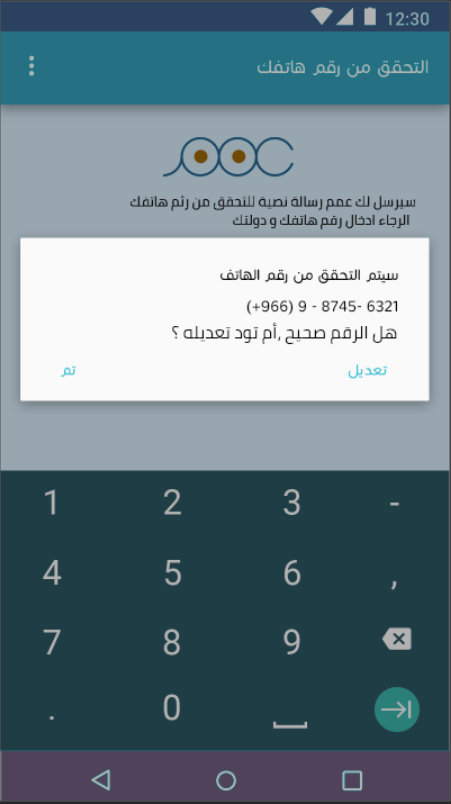 12:30
التحقق من رقم هاتفك
عمم
سيرسل لك عمم رسالة نصية للتحقق من رثم هاتفك
الرجاء ادخال رقم هاتفك و دولتك
سيتم التحقق من رقم الهاتف
(+966) 9 - 8745- 6321
هل الرقم صحيح ,أم تود تعديله ؟
تعديل
تم
1 2 3 -
4 5 6 ,
7 8 9
. 0